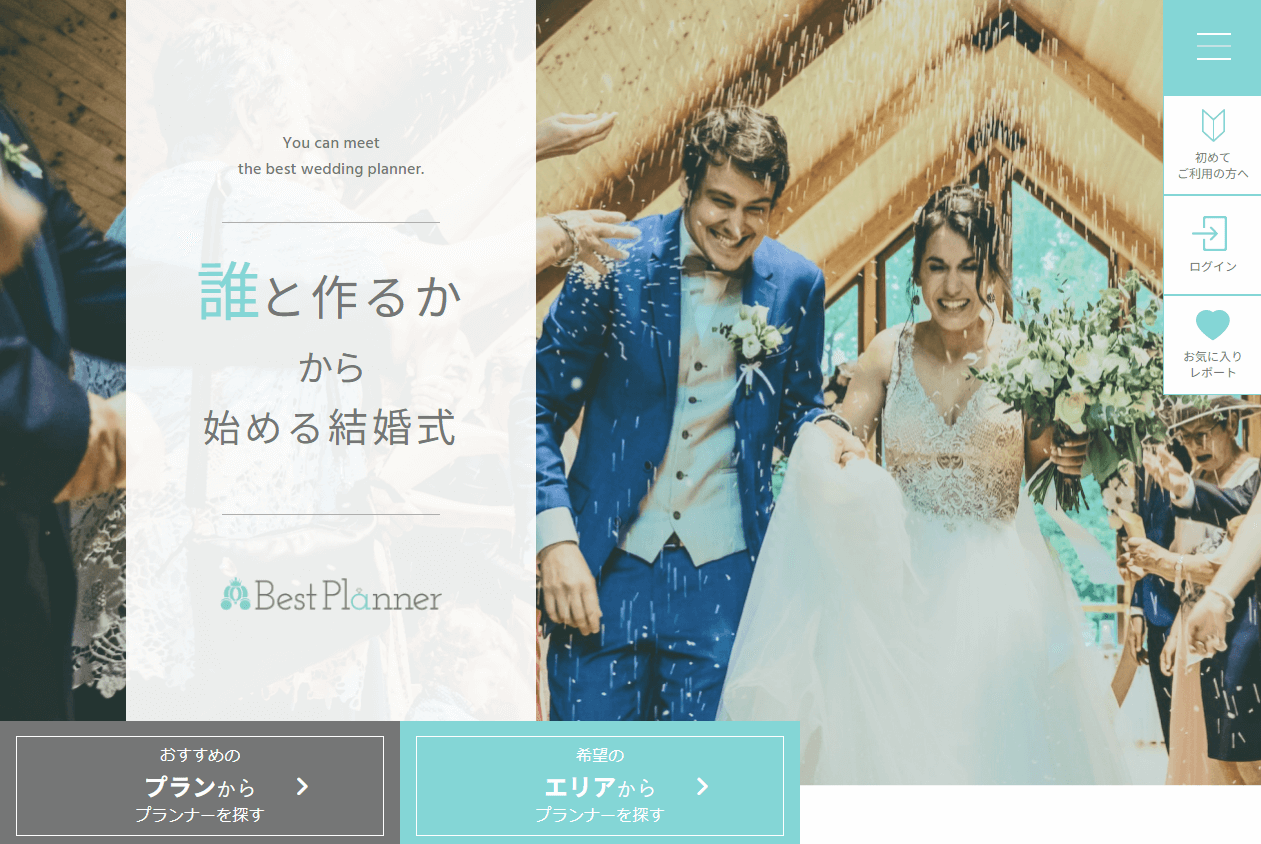 You can meet
the best wedding planner.
誰と作るか
から
始める結婚式
Best Planner
初めて
ご利用の方へ
ログイン
お気に入り
レポート
おすすめの
プランから
プランナーを探す
希望の
エリアから
プランナーを探す